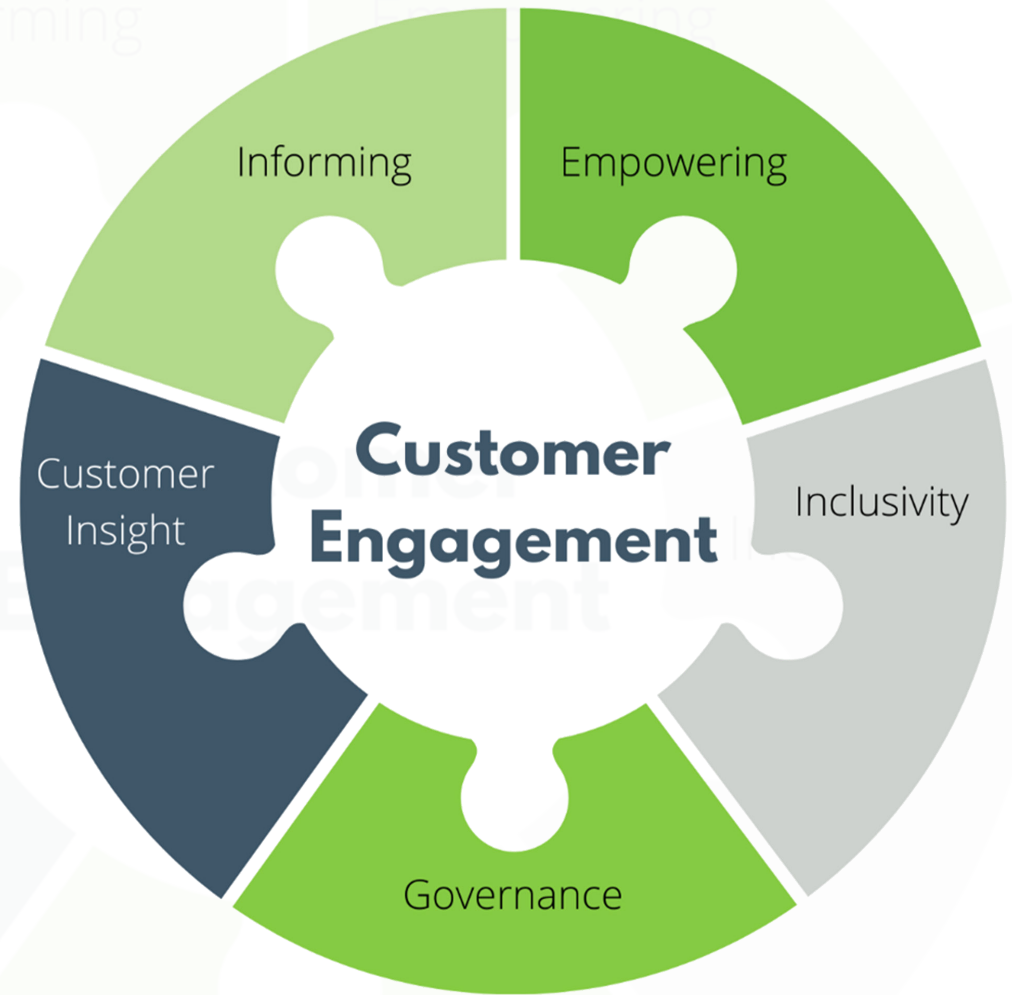 Informing
Empowering
Customer
Insight
Customer
Engagement
Inclusivity
Governance